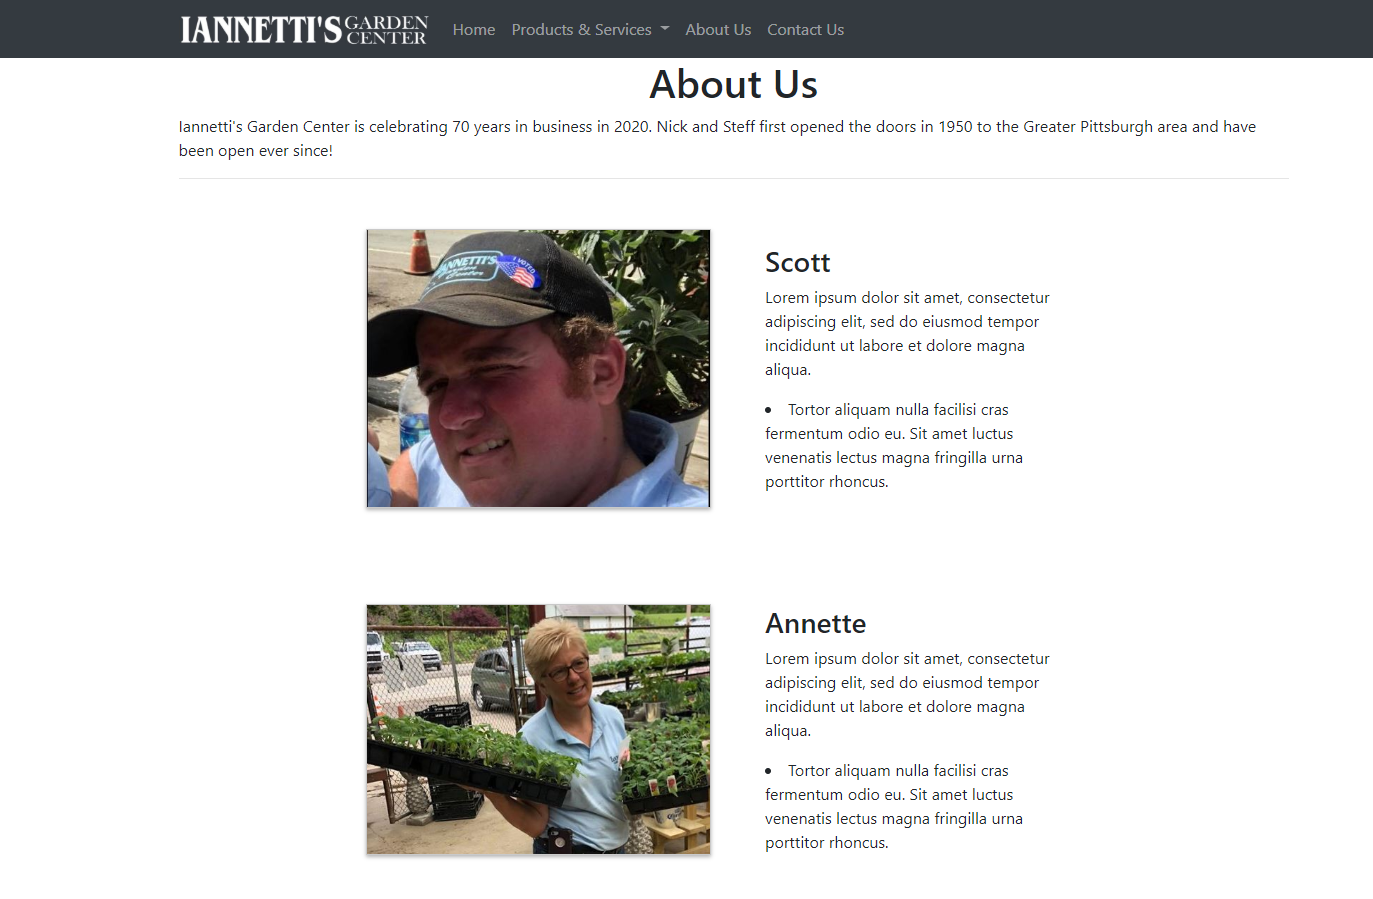 IANNETTI'S GARDEN CENTER Home Products & Services About Us Contact Us
About Us
Iannetti's Garden Center is celebrating 70 years in business in 2020. Nick and Steff first opened the doors in 1950 to the Greater Pittsburgh area and have
been open ever since!
IANNETTI'S
Garden
Center
I VOTED
Scott
Lorem ipsum dolor sit amet, consectetur
adipiscing elit, sed do eiusmod tempor
incididunt ut labore et dolore magna
aliqua.
• Tortor aliquam nulla facilisi cras
fermentum odio eu. Sit amet luctus
venenatis lectus magna fringilla urna
porttitor rhoncus.
Annette
Lorem ipsum dolor sit amet, consectetur
adipiscing elit, sed do eiusmod tempor
incididunt ut labore et dolore magna
aliqua.
• Tortor aliquam nulla facilisi cras
fermentum odio eu. Sit amet luctus
venenatis lectus magna fringilla urna
porttitor rhoncus.